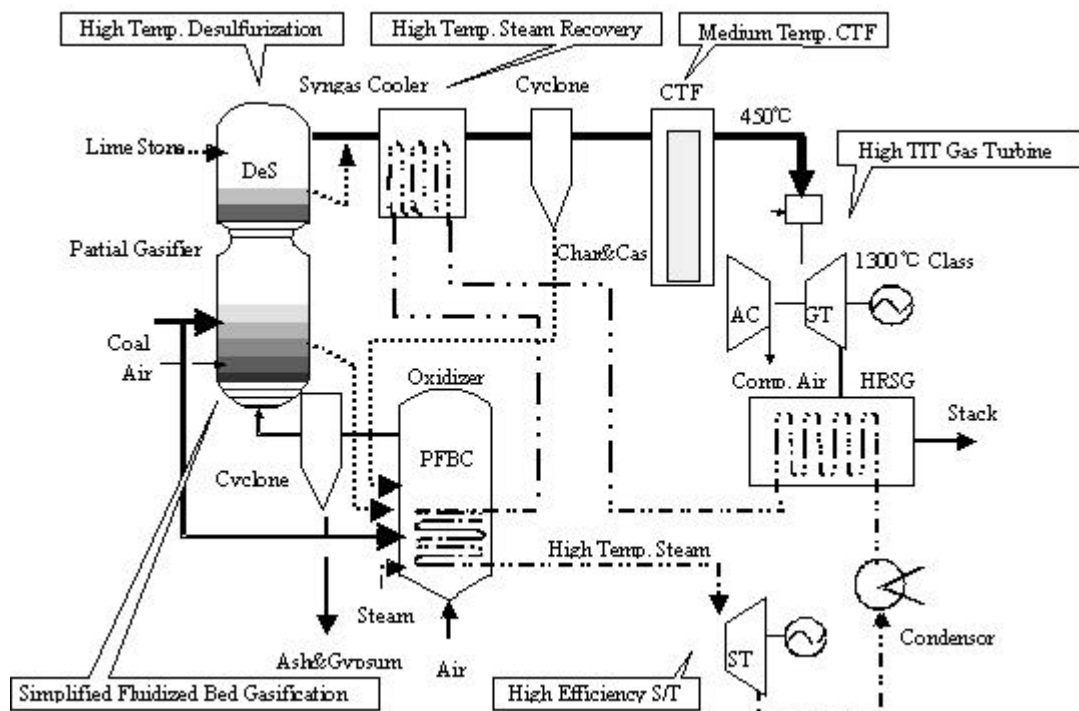 High Temp. Desulfurization
High Temp. Steam Recovery
Medium Temp. CTF
Syngas Cooler
Cyclone
CTF
450℃
Lime Stone
DeS
High TIT Gas Turbine
Partial Gasifier
Char&Cas
1300℃ Class
AC
GT
Coal
Air
Oxidizer
Comp. Air
HRSG
Stack
PFBC
Cyclone
High Temp. Steam
Steam
Condensor
Ash&Gypsum
Air
ST
Simplified Fluidized Bed Gasification
High Efficiency S/T